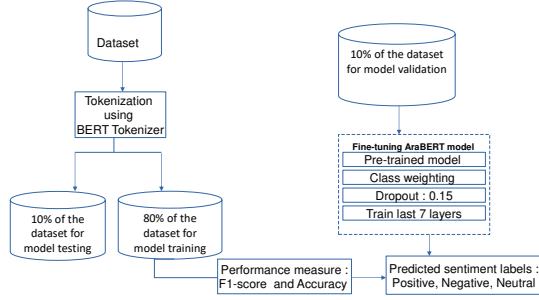 Dataset
Tokenization
using
BERT Tokenizer
10% of the
dataset for
model testing
80% of the
dataset for
model training
10% of the dataset
for model validation
Fine-tuning AraBERT model
Pre-trained model
Class weighting
Dropout : 0.15
Train last 7 layers
Performance measure :
F1-score and Accuracy
Predicted sentiment labels :
Positive, Negative, Neutral